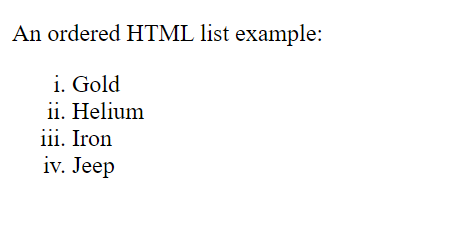 An ordered HTML list example:
i. Gold
ii. Helium
iii. Iron
iv. Jeep